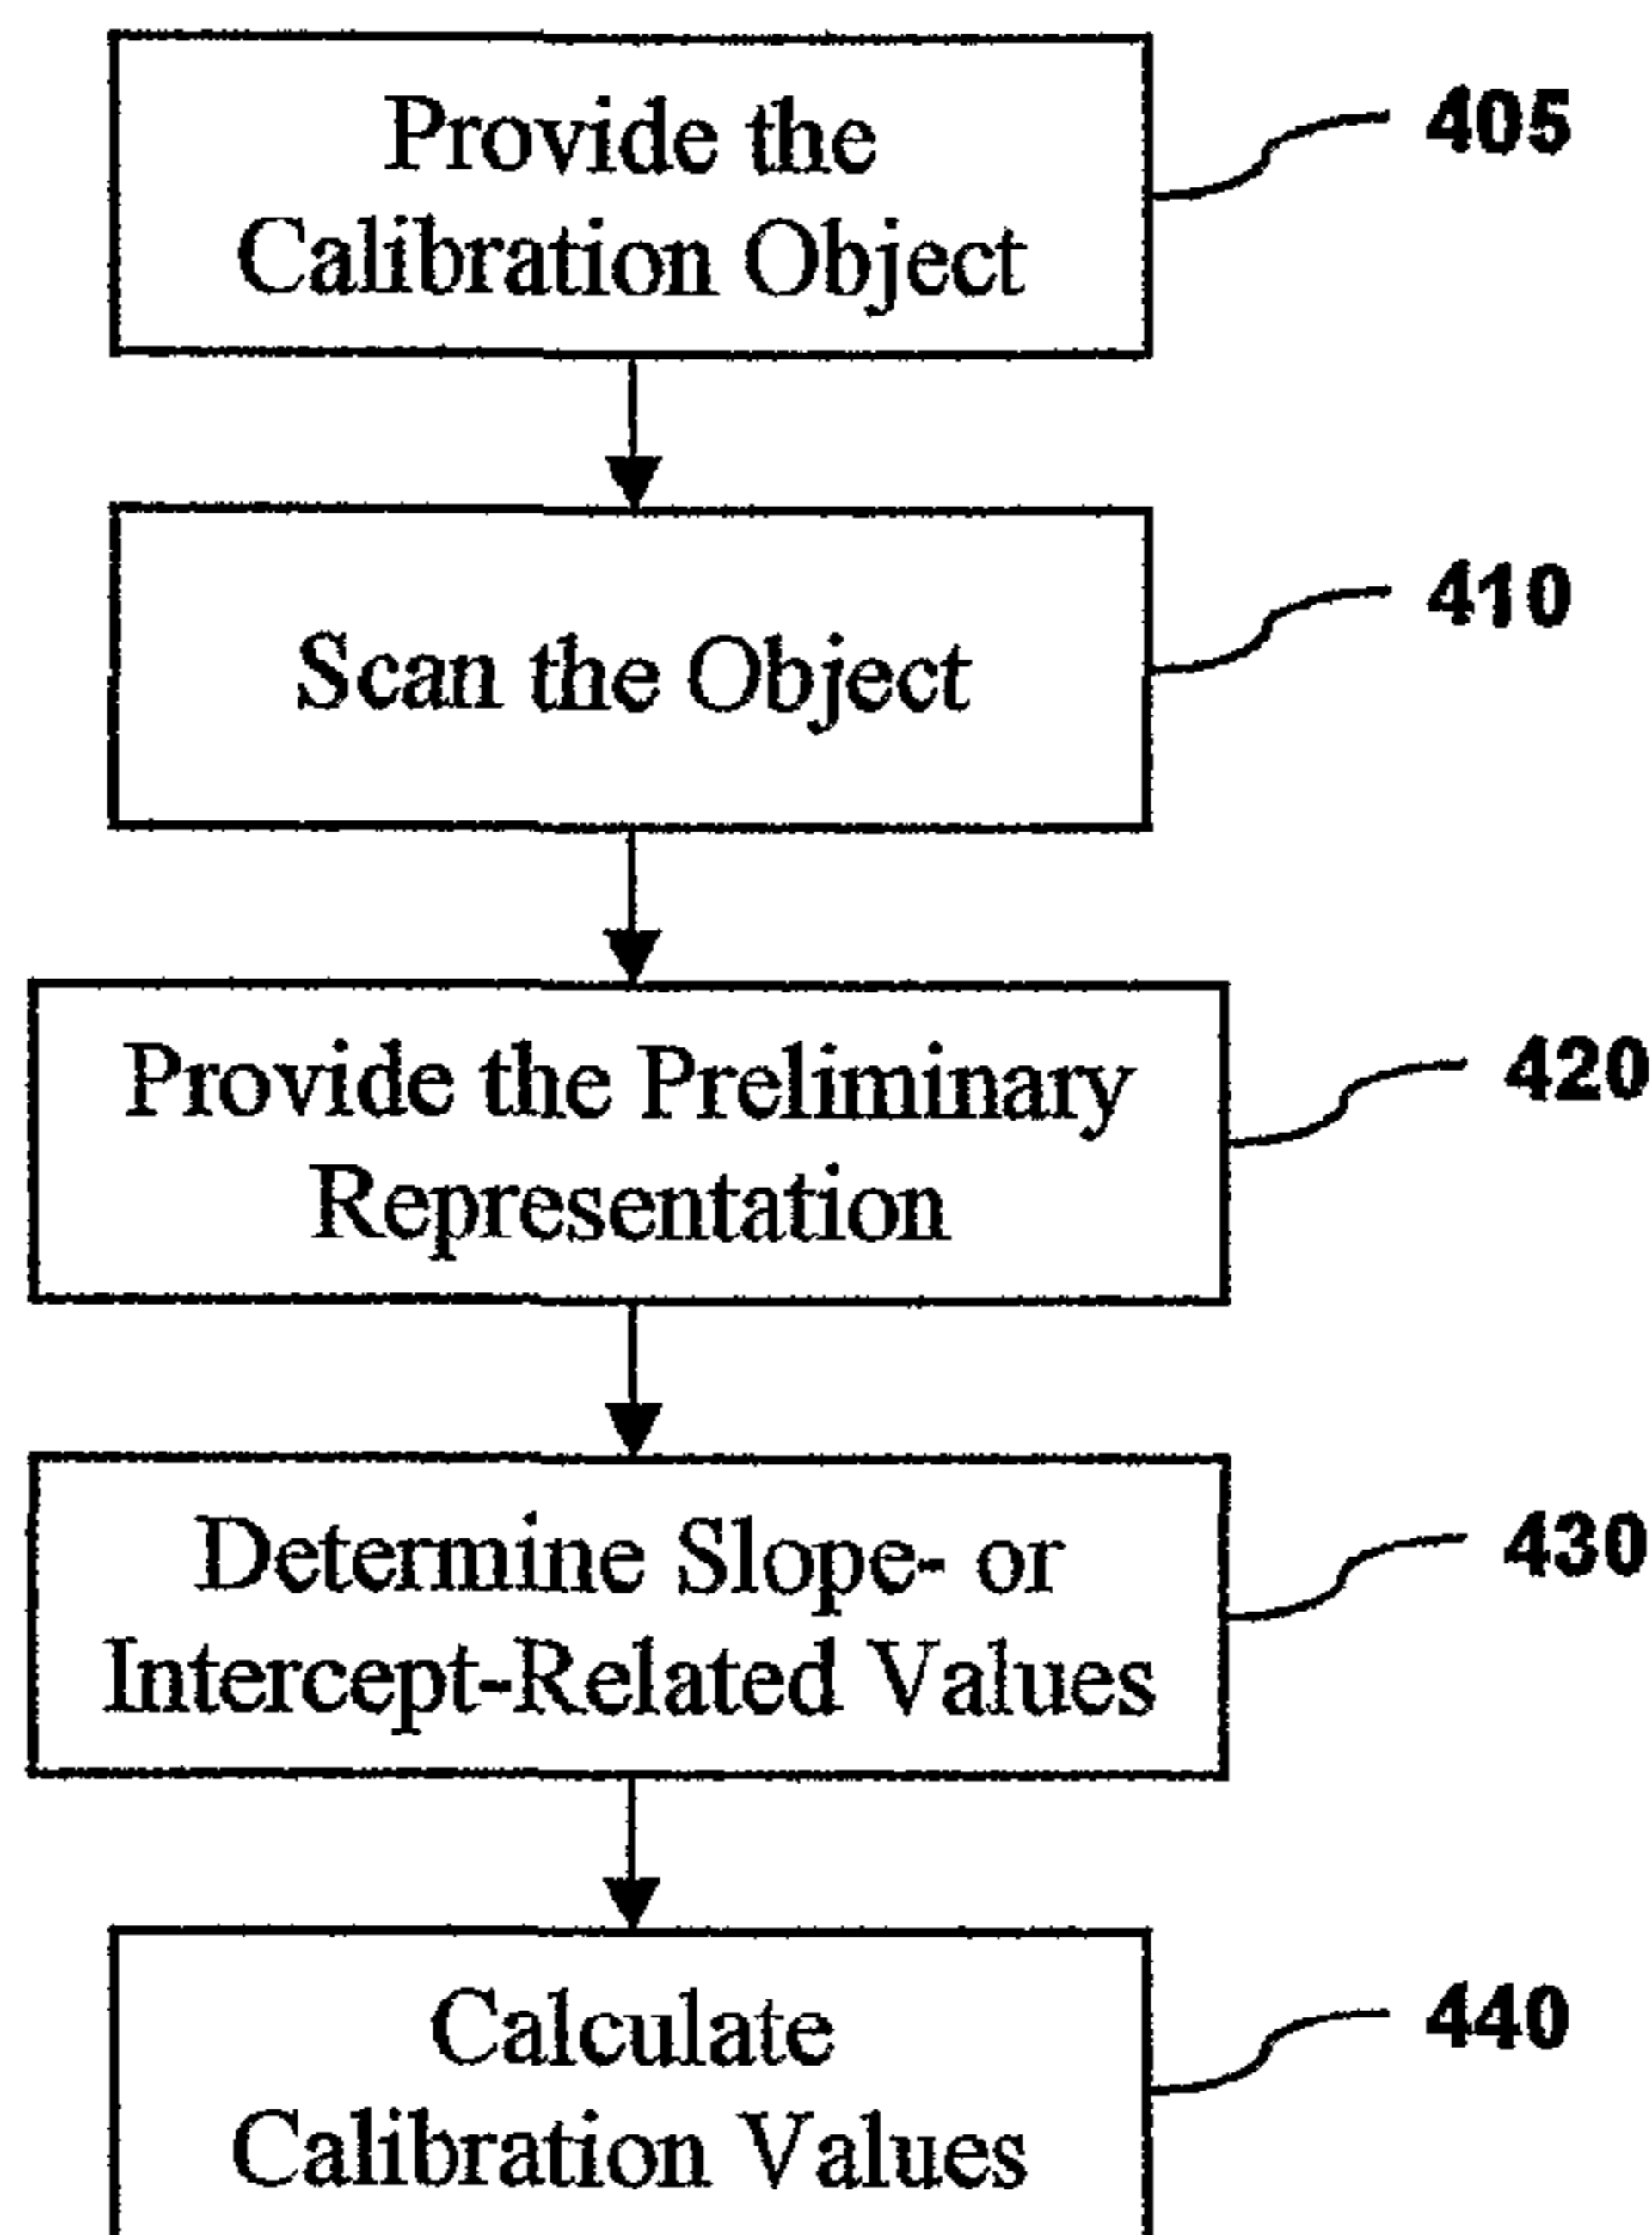 Provide the
Calibration Object
405
Scan the Object
410
Provide the Preliminary
Representation
420
Determine Slope- or
Intercept-Related Values
430
Calculate
Calibration Values
440